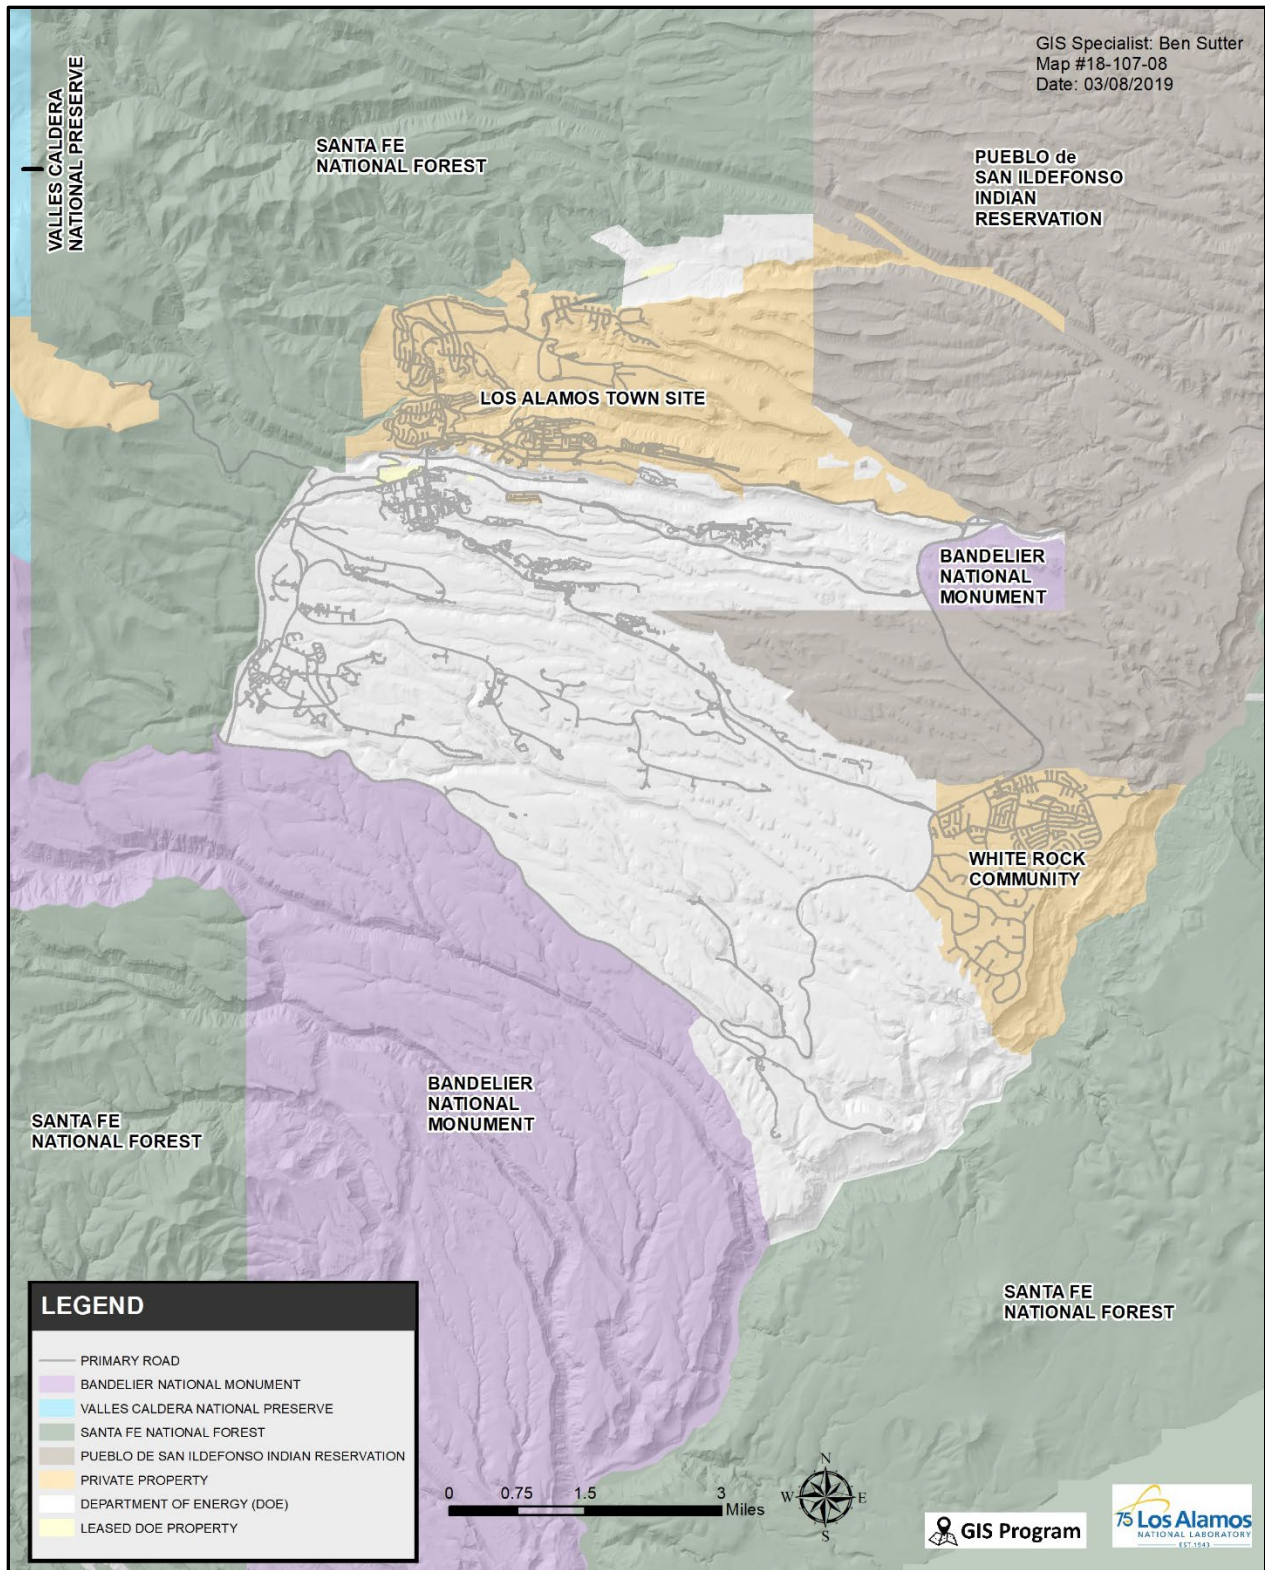 GIS Specialist: Ben Sutter
Map #18-107-08
Date: 03/08/2019
VALLES CALDERA
NATIONAL PRESERVE
SANTA FE
NATIONAL FOREST
PUEBLO de
SAN ILDEFONSO
INDIAN
RESERVATION
LOS ALAMOS TOWN SITE
BANDELIER
NATIONAL
MONUMENT
WHITE ROCK
COMMUNITY
BANDELIER
NATIONAL
MONUMENT
SANTA FE
NATIONAL FOREST
SANTA FE
NATIONAL FOREST
LEGEND
PRIMARY ROAD
BANDELIER NATIONAL MONUMENT
VALLES CALDERA NATIONAL PRESERVE
SANTA FE NATIONAL FOREST
PUEBLO DE SAN ILDEFONSO INDIAN RESERVATION
PRIVATE PROPERTY
DEPARTMENT OF ENERGY (DOE)
LEASED DOE PROPERTY
0 0.75 1.5 3
Miles
N
W E
S
GIS Program
75 Los Alamos
NATIONAL LABORATORY
EST.1943